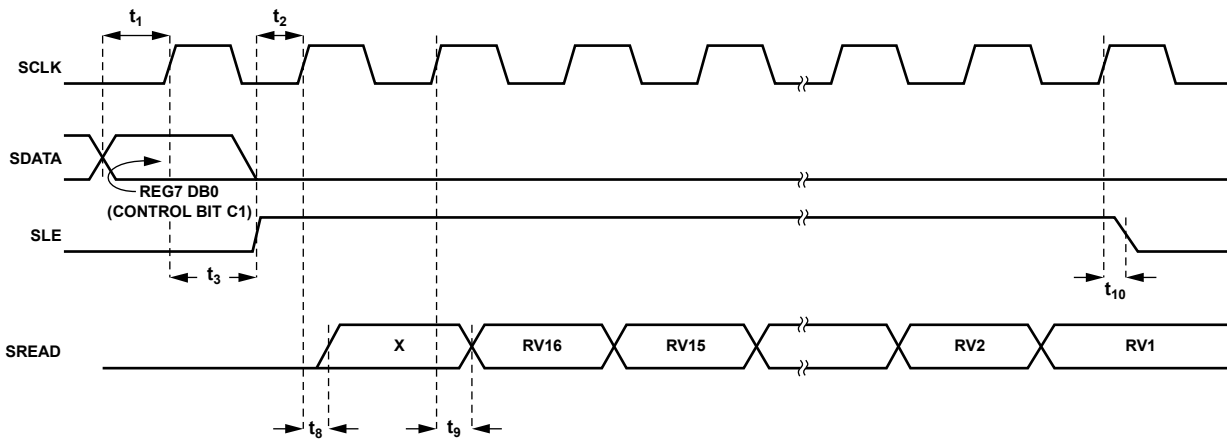 t1
t2
SCLK
SDATA
REG7 DB0
(CONTROL BIT C1)
SLE
t3
t10
SREAD
X
RV16
RV15
RV2
RV1
t8
t9